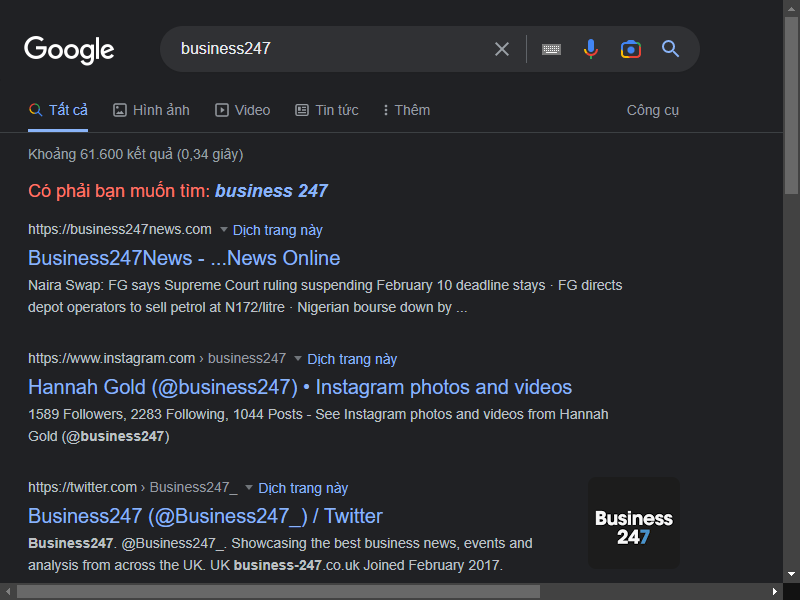 Google
business247
Tất cả
Hình ảnh
Video
Tin tức
Thêm
Công cụ
Khoảng 61.600 kết quả (0,34 giây)
Có phải bạn muốn tìm: business 247
https://business247news.com Dịch trang này
Business247News - ...News Online
Naira Swap: FG says Supreme Court ruling suspending February 10 deadline stays · FG directs
depot operators to sell petrol at N172/litre · Nigerian bourse down by ...
https://www.instagram.com › business247 Dịch trang này
Hannah Gold (@business247) • Instagram photos and videos
1589 Followers, 2283 Following, 1044 Posts - See Instagram photos and videos from Hannah
Gold (@business247)
https://twitter.com › Business247_ Dịch trang này
Business247 (@Business247_) / Twitter
Business247. @Business247_. Showcasing the best business news, events and
analysis from across the UK. UK business-247.co.uk Joined February 2017.
Business
247